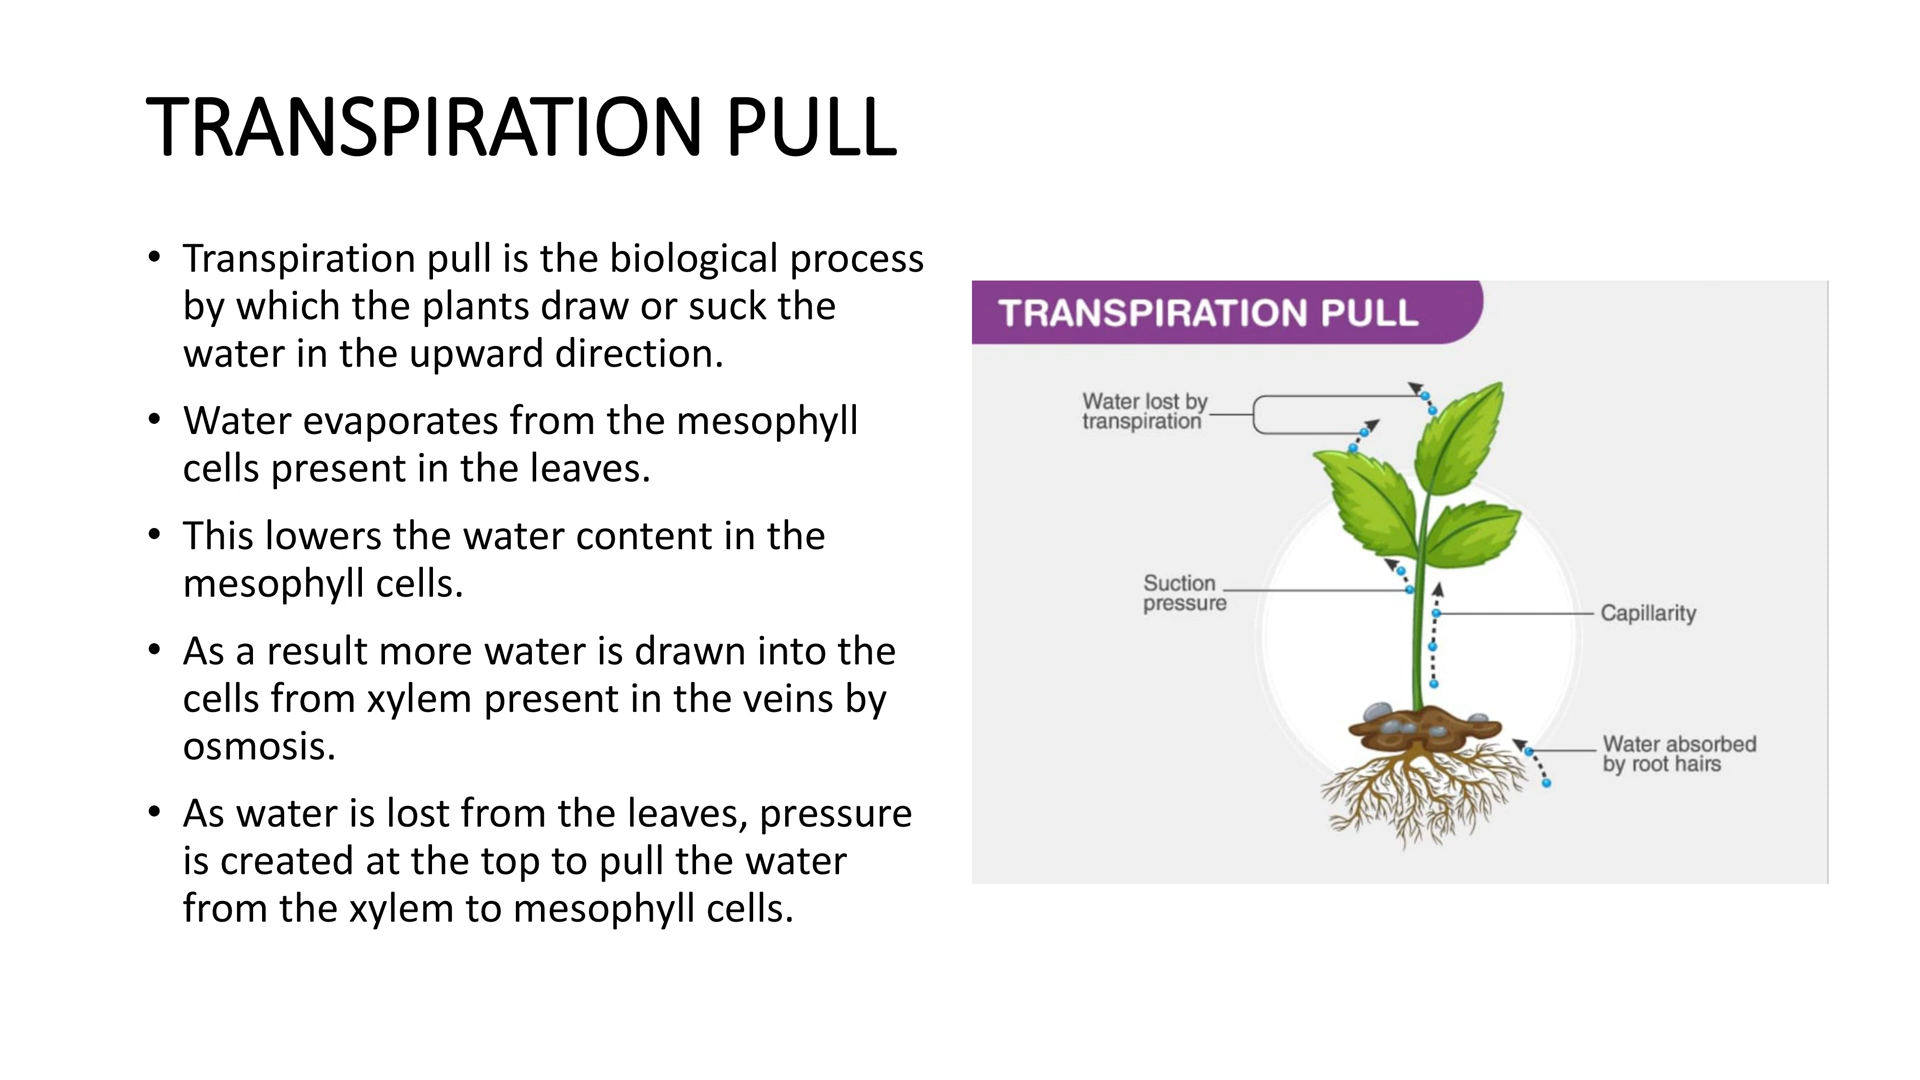 TRANSPIRATION PULL
• Transpiration pull is the biological process
by which the plants draw or suck the
water in the upward direction.
• Water evaporates from the mesophyll
cells present in the leaves.
• This lowers the water content in the
mesophyll cells.
• As a result more water is drawn into the
cells from xylem present in the veins by
osmosis.
• As water is lost from the leaves, pressure
is created at the top to pull the water
from the xylem to mesophyll cells.
TRANSPIRATION PULL
Water lost by
transpiration
Suction
pressure
Capillarity
Water absorbed
by root hairs